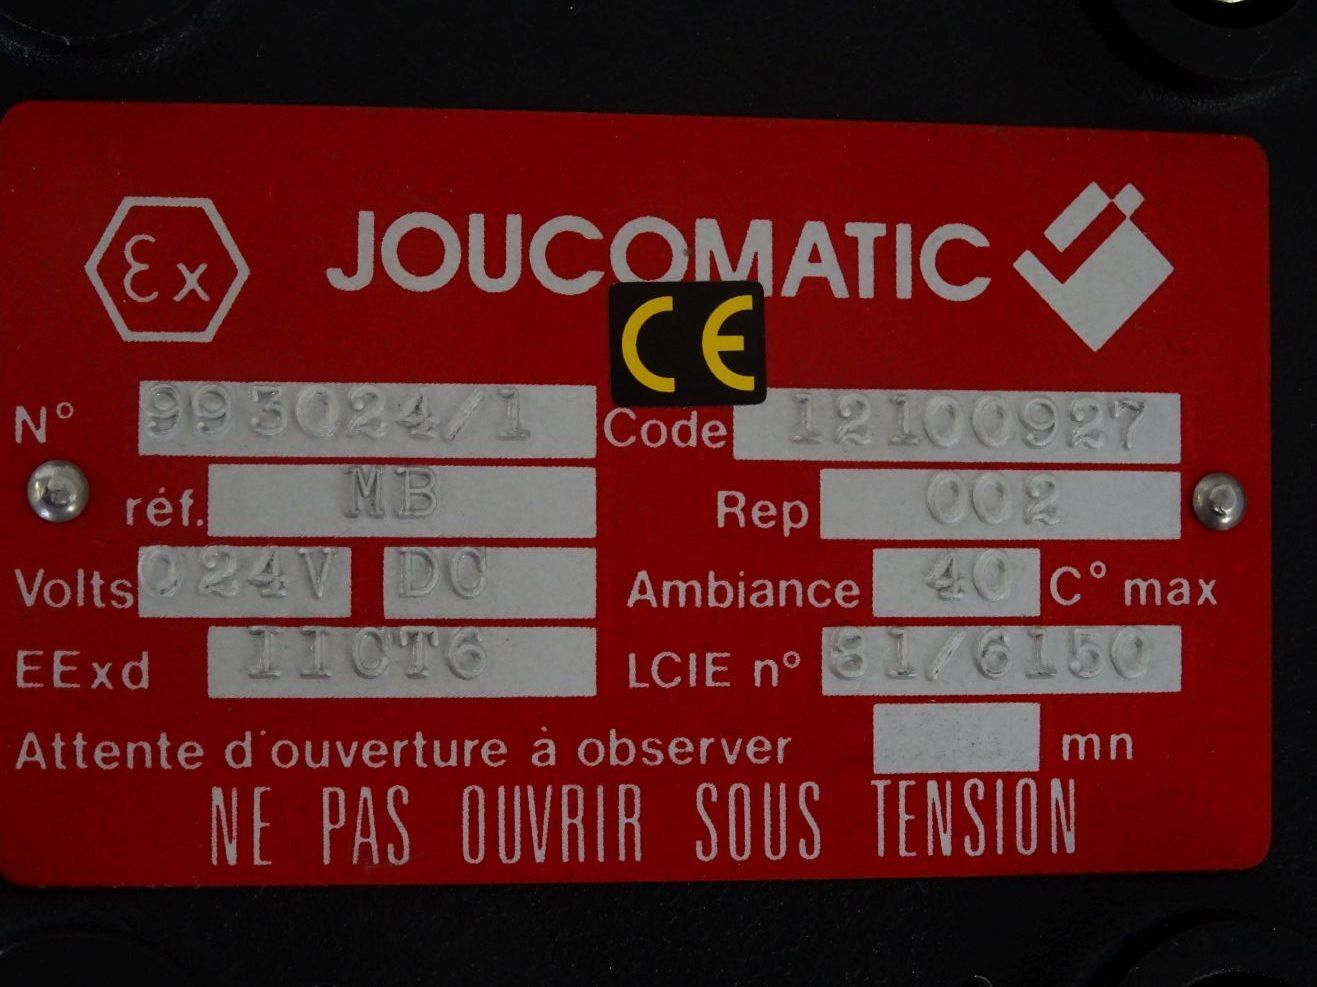 Ex JOUCOMATIC
CE
N° 993024/1 Code 12100927
réf. MB Rep 002
Volts 024V DC Ambiance 40 C° max
EExd IICT6 LCIE n° 81/6150
Attente d'ouverture à observer mn
NE PAS OUVRIR SOUS TENSION